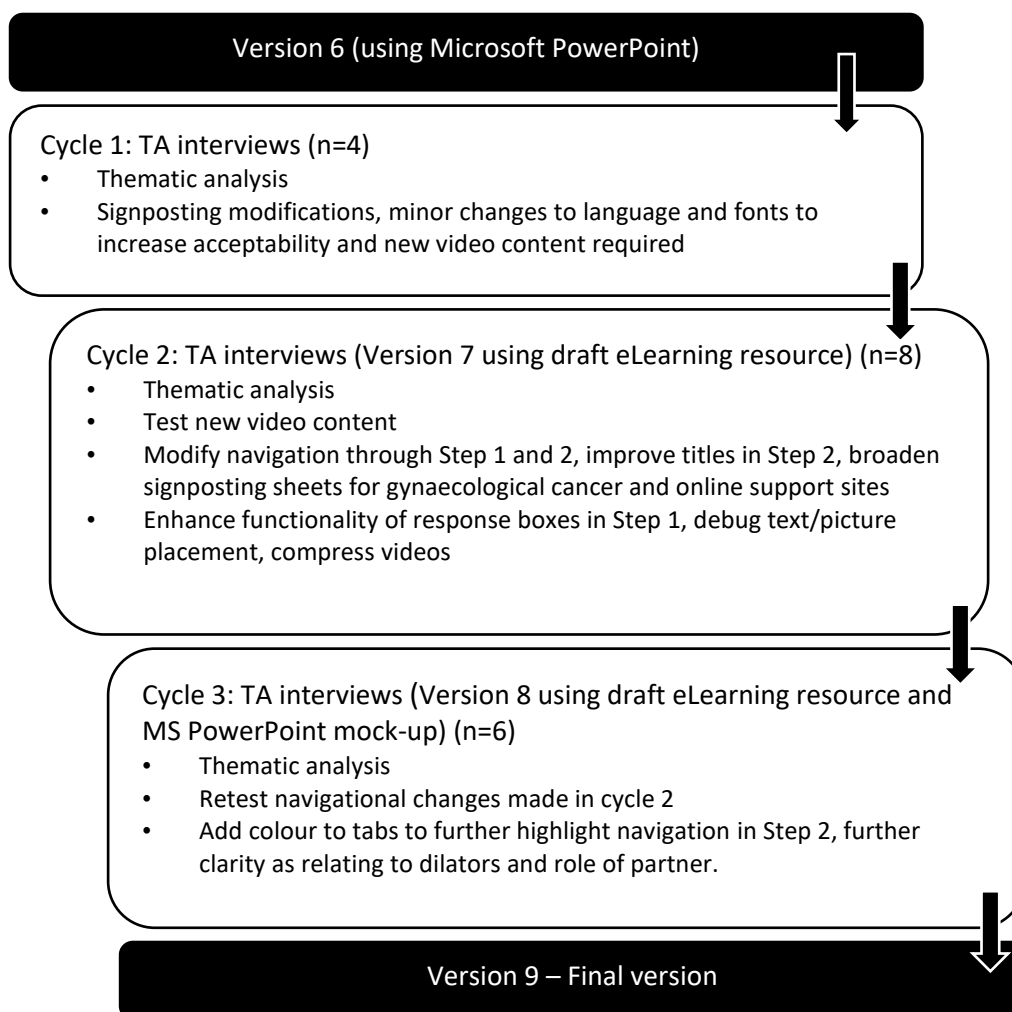 Version 6 (using Microsoft PowerPoint)
Cycle 1: TA interviews (n=4)
• Thematic analysis
• Signposting modifications, minor changes to language and fonts to
increase acceptability and new video content required
Cycle 2: TA interviews (Version 7 using draft eLearning resource) (n=8)
• Thematic analysis
• Test new video content
• Modify navigation through Step 1 and 2, improve titles in Step 2, broaden
signposting sheets for gynaecological cancer and online support sites
• Enhance functionality of response boxes in Step 1, debug text/picture
placement, compress videos
Cycle 3: TA interviews (Version 8 using draft eLearning resource and
MS PowerPoint mock-up) (n=6)
• Thematic analysis
• Retest navigational changes made in cycle 2
• Add colour to tabs to further highlight navigation in Step 2, further
clarity as relating to dilators and role of partner.
Version 9 – Final version